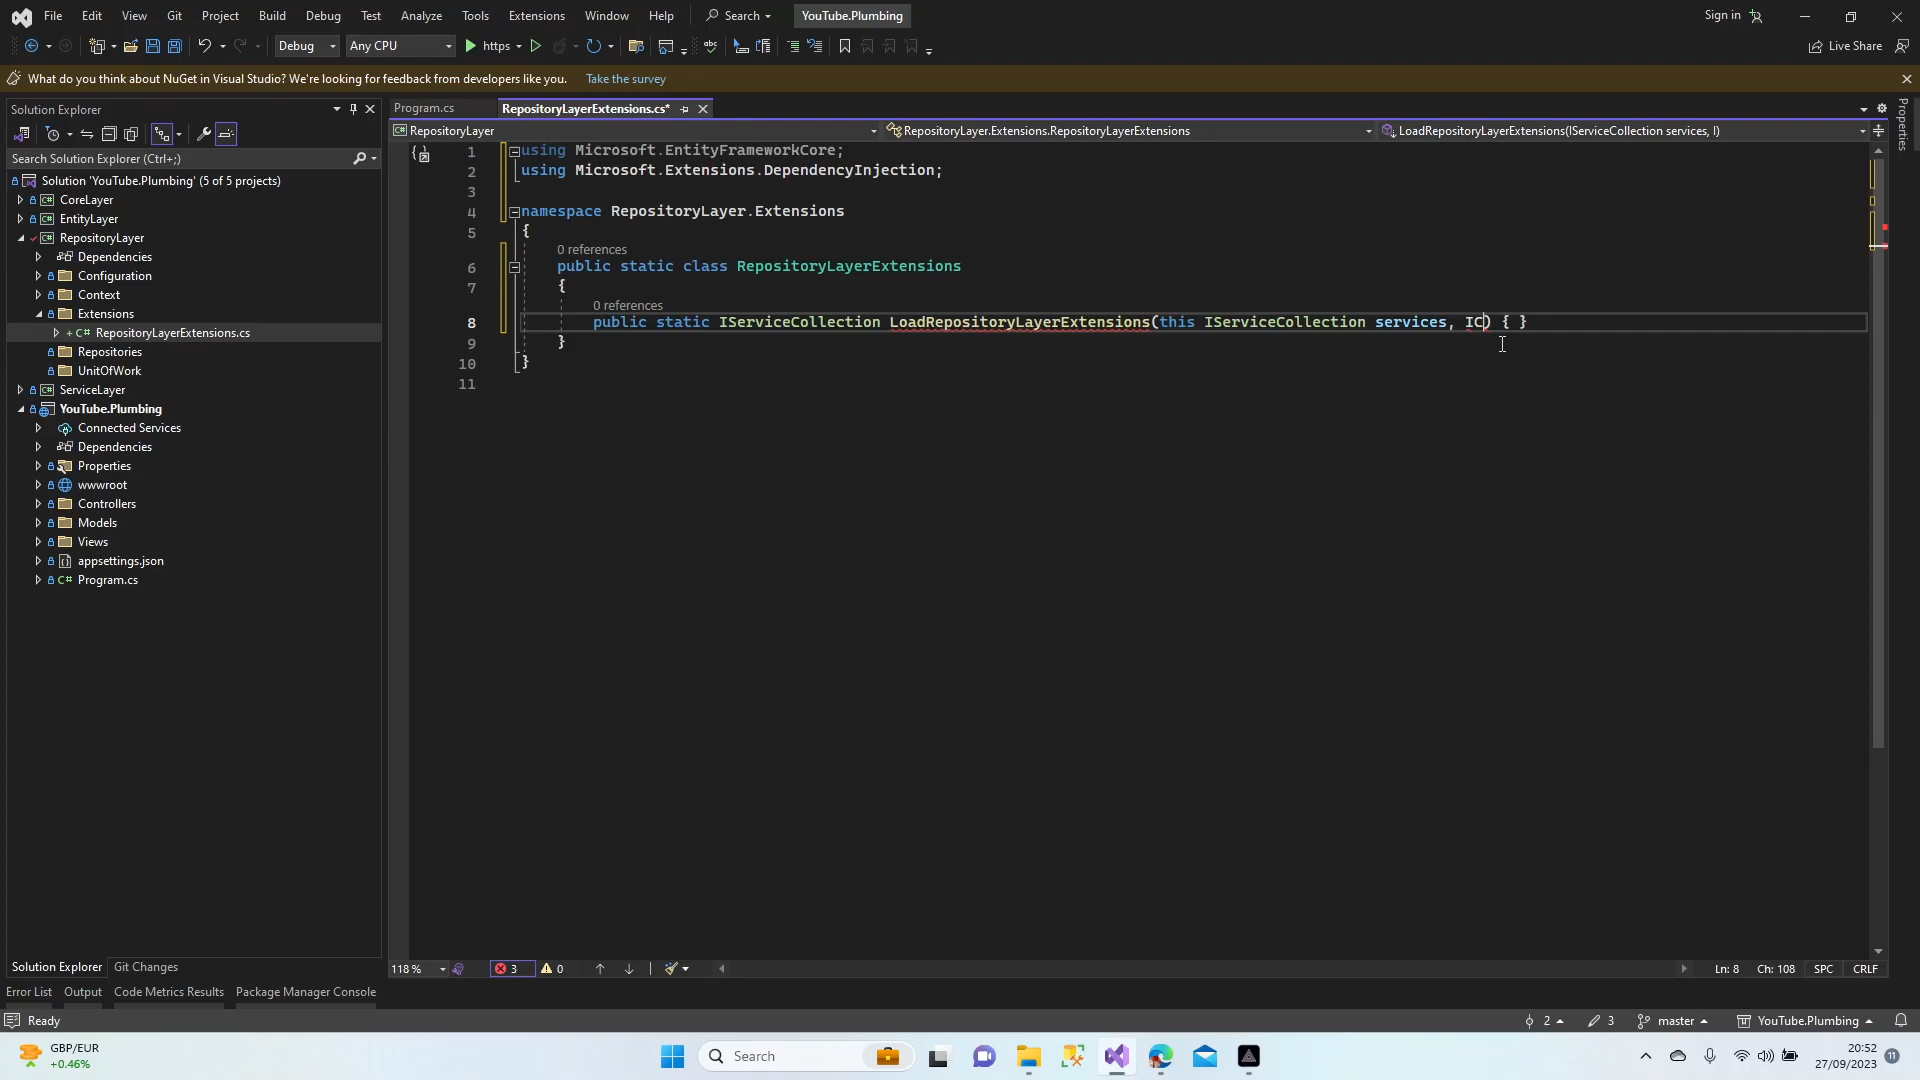 File Edit View Git Project Build Debug Test Analyze Tools Extensions Window Help Search YouTube.Plumbing Sign in
Debug Any CPU https Live Share
What do you think about NuGet in Visual Studio? We're looking for feedback from developers like you. Take the survey
Solution Explorer
Search Solution Explorer (Ctrl+;)
Solution 'YouTube.Plumbing' (5 of 5 projects)
CoreLayer
EntityLayer
RepositoryLayer
Dependencies
Configuration
Context
Extensions
RepositoryLayerExtensions.cs
Repositories
UnitOfWork
ServiceLayer
YouTube.Plumbing
Connected Services
Dependencies
Properties
wwwroot
Controllers
Models
Views
appsettings.json
Program.cs
Solution Explorer Git Changes
Program.cs RepositoryLayerExtensions.cs*
RepositoryLayer RepositoryLayer.Extensions.RepositoryLayerExtensions LoadRepositoryLayerExtensions(IServiceCollection services, I)
1 using Microsoft.EntityFrameworkCore;
2 using Microsoft.Extensions.DependencyInjection;
3
4 namespace RepositoryLayer.Extensions
5 {
0 references
6 public static class RepositoryLayerExtensions
7 {
0 references
8 public static IServiceCollection LoadRepositoryLayerExtensions(this IServiceCollection services, IC) { }
9 }
10 }
11
Properties
118 % 3 0 Ln: 8 Ch: 108 SPC CRLF
Error List Output Code Metrics Results Package Manager Console
Ready 2 3 master YouTube.Plumbing
GBP/EUR
+0.46%
Search
20:52
27/09/2023
11